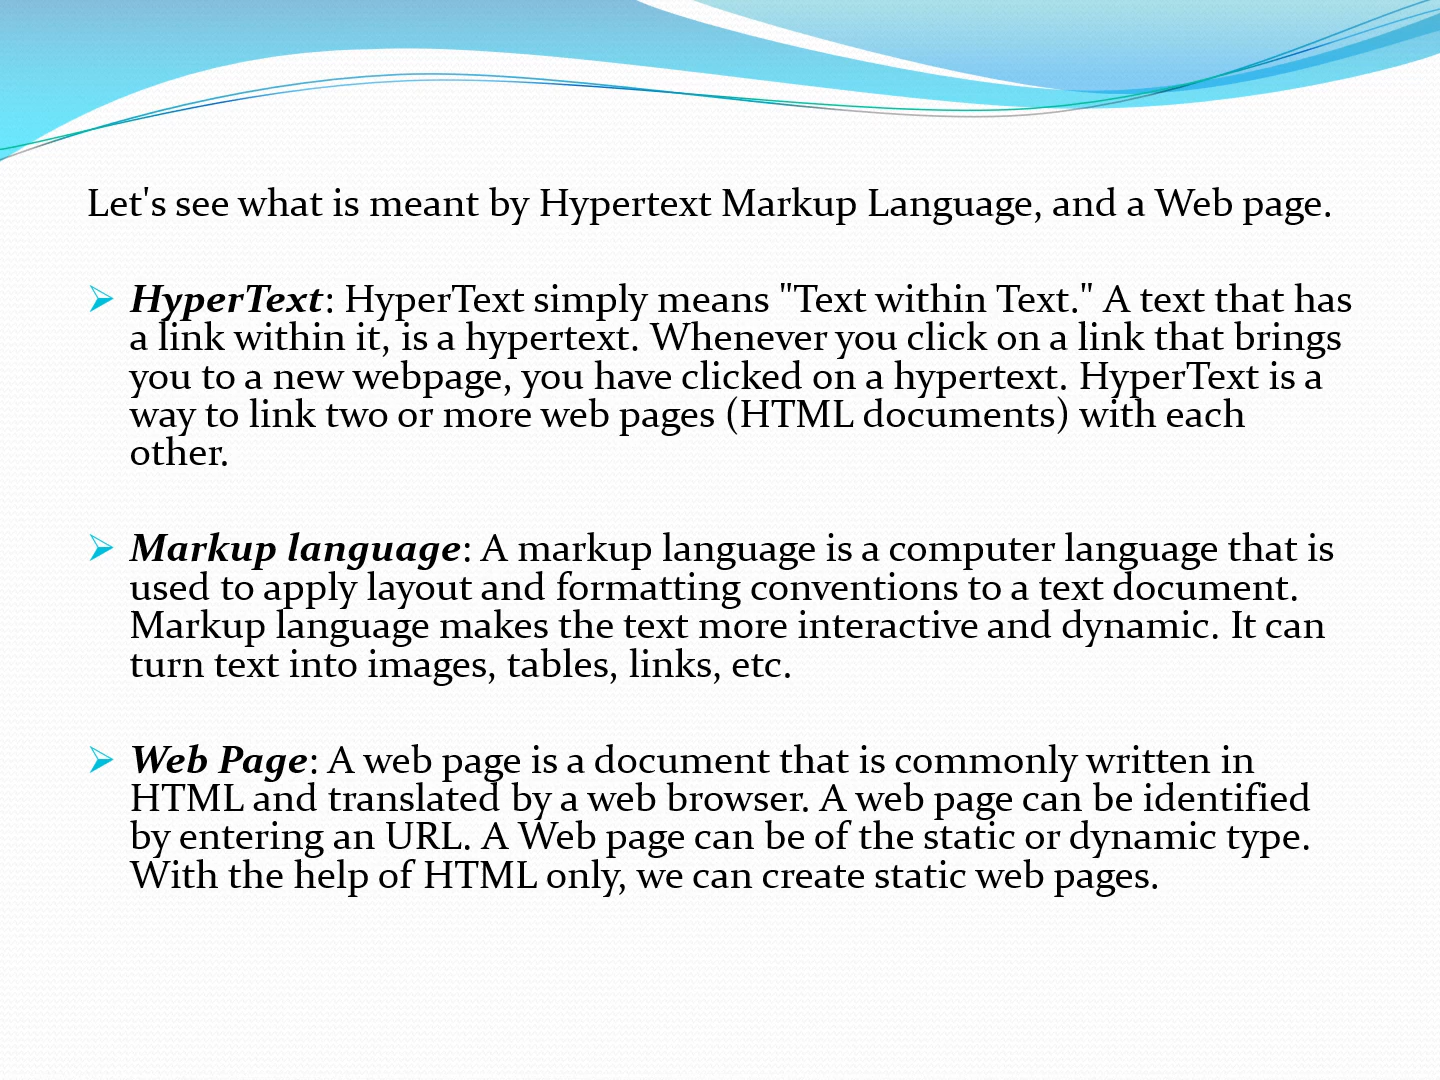 Let's see what is meant by Hypertext Markup Language, and a Web page.
HyperText: HyperText simply means "Text within Text." A text that has
a link within it, is a hypertext. Whenever you click on a link that brings
you to a new webpage, you have clicked on a hypertext. HyperText is a
way to link two or more web pages (HTML documents) with each
other.
Markup language: A markup language is a computer language that is
used to apply layout and formatting conventions to a text document.
Markup language makes the text more interactive and dynamic. It can
turn text into images, tables, links, etc.
Web Page: A web page is a document that is commonly written in
HTML and translated by a web browser. A web page can be identified
by entering an URL. A Web page can be of the static or dynamic type.
With the help of HTML only, we can create static web pages.